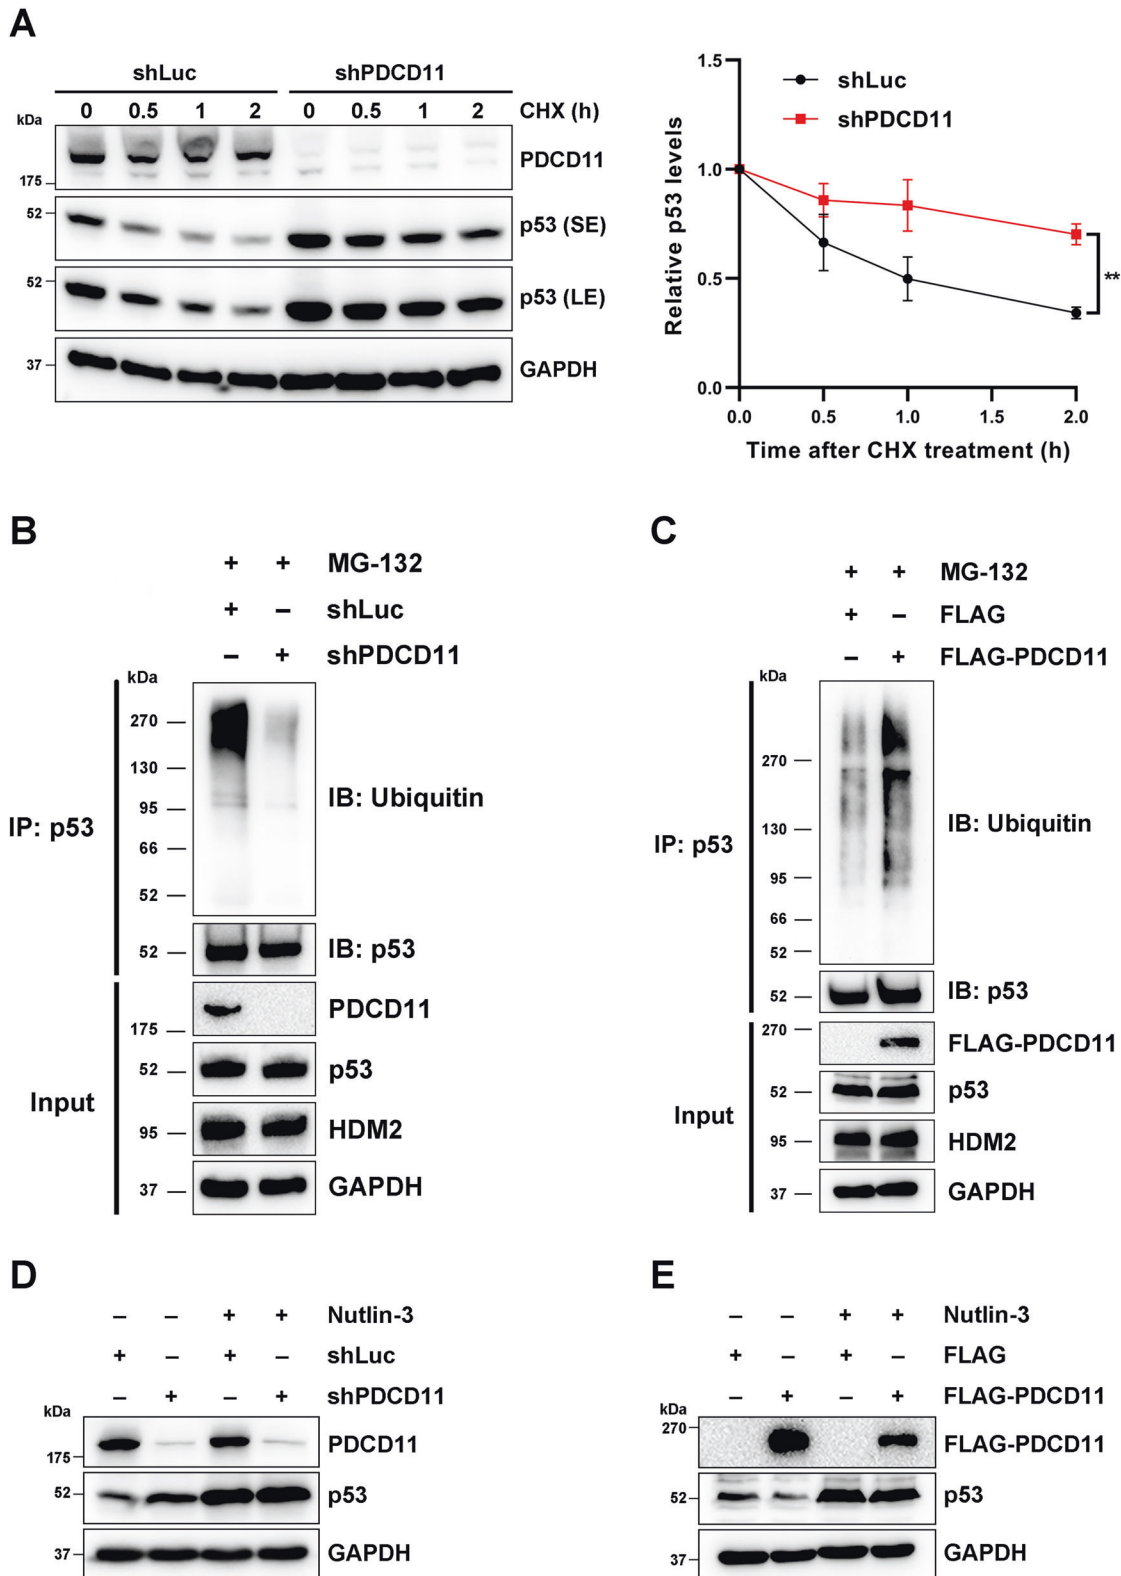 A
shLuc shPDCD11
kDa 0 0.5 1 2 0 0.5 1 2 CHX (h)
PDCD11
175
52
p53 (SE)
52
p53 (LE)
37
GAPDH
1.5
1.0
0.5
0.0
Relative p53 levels
shLuc
shPDCD11
**
0.0 0.5 1.0 1.5 2.0
Time after CHX treatment (h)
B
+ + MG-132
+ – shLuc
– + shPDCD11
kDa
270
130
95
66
52
IP: p53
IB: Ubiquitin
52 IB: p53
Input
175 PDCD11
52 p53
95 HDM2
37 GAPDH
C
+ + MG-132
+ – FLAG
– + FLAG-PDCD11
kDa
270
130
95
66
52
IP: p53
IB: Ubiquitin
52 IB: p53
Input
270 FLAG-PDCD11
52 p53
95 HDM2
37 GAPDH
D
– – + + Nutlin-3
+ – + – shLuc
– + – + shPDCD11
kDa
175 PDCD11
52 p53
37 GAPDH
E
– – + + Nutlin-3
+ – + – FLAG
– + – + FLAG-PDCD11
kDa
270 FLAG-PDCD11
52 p53
37 GAPDH